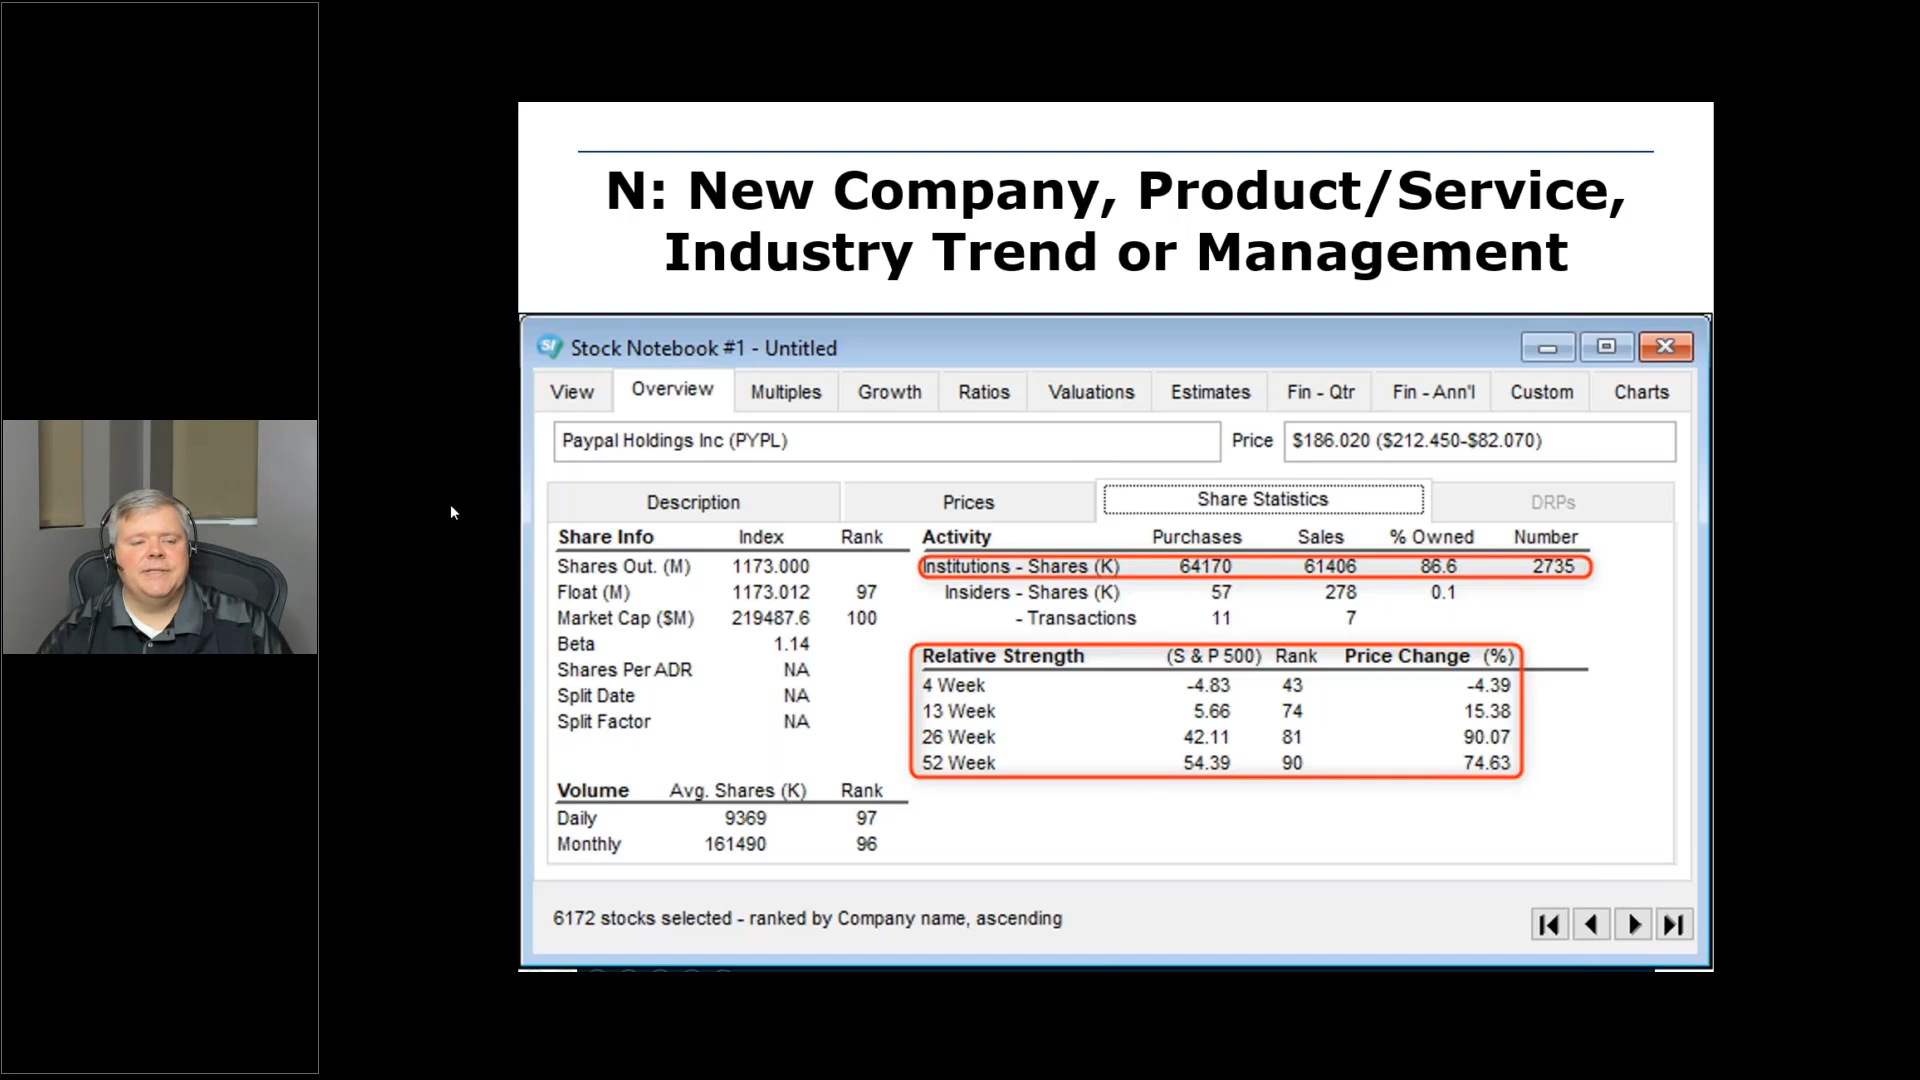 N: New Company, Product/Service,
Industry Trend or Management
SI Stock Notebook #1 - Untitled
View Overview Multiples Growth Ratios Valuations Estimates Fin - Qtr Fin - Ann'l Custom Charts
Paypal Holdings Inc (PYPL) Price $186.020 ($212.450-$82.070)
Description Prices Share Statistics DRPs
Share Info Index Rank Activity Purchases Sales % Owned Number
Shares Out. (M) 1173.000 Institutions - Shares (K) 64170 61406 86.6 2735
Float (M) 1173.012 97 Insiders - Shares (K) 57 278 0.1
Market Cap ($M) 219487.6 100 - Transactions 11 7
Beta 1.14
Relative Strength (S & P 500) Rank Price Change (%)
Shares Per ADR NA 4 Week -4.83 43 -4.39
Split Date NA 13 Week 5.66 74 15.38
Split Factor NA 26 Week 42.11 81 90.07
52 Week 54.39 90 74.63
Volume Avg. Shares (K) Rank
Daily 9369 97
Monthly 161490 96
6172 stocks selected - ranked by Company name, ascending